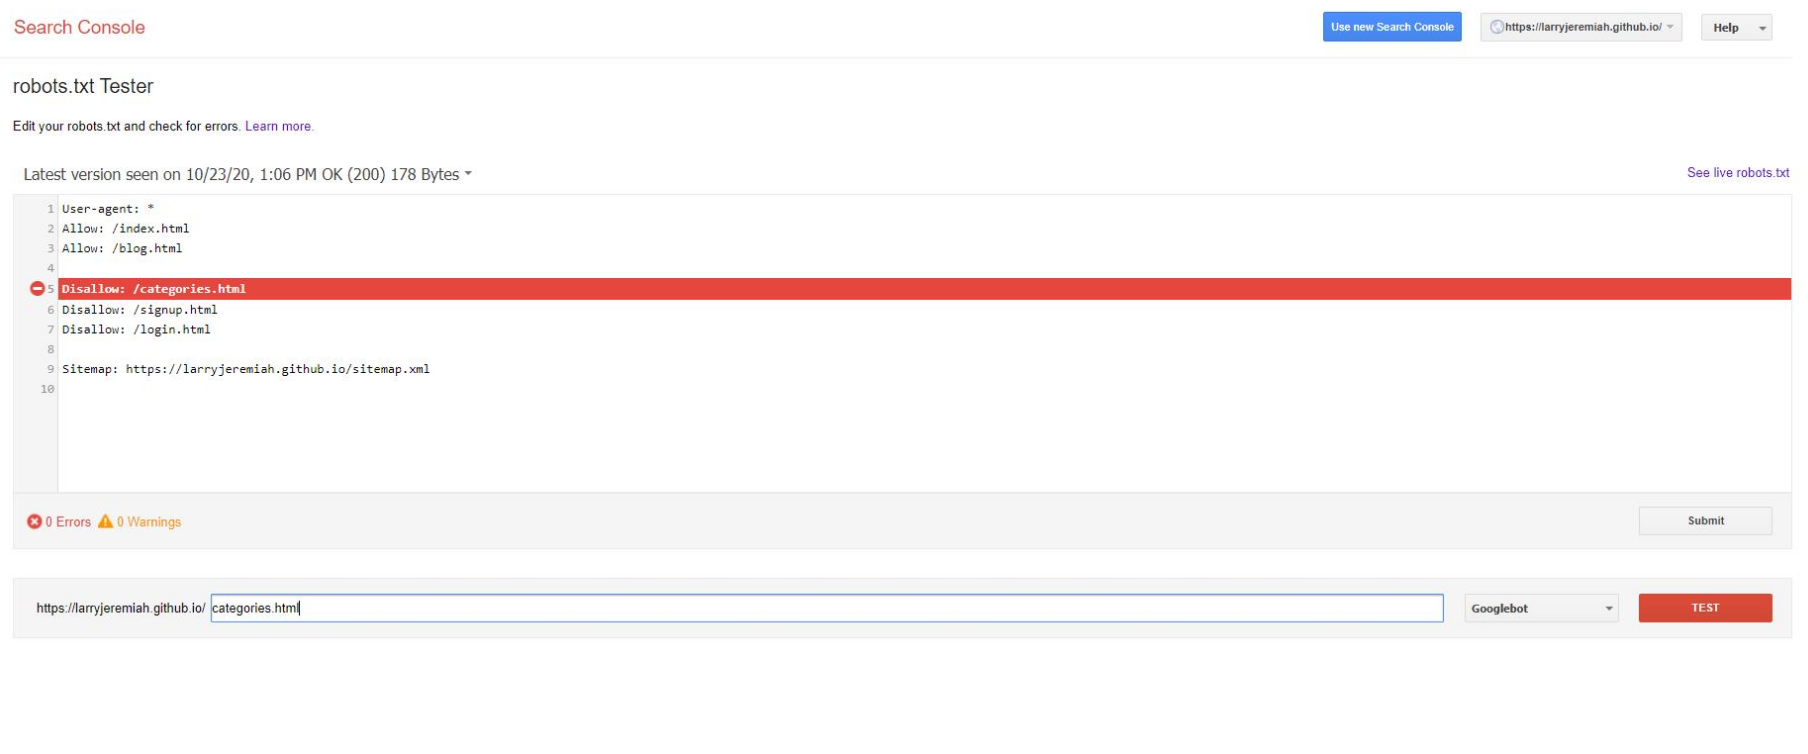 Search Console
Use new Search Console
https://larryjeremiah.github.io/
Help
robots.txt Tester
Edit your robots.txt and check for errors. Learn more.
Latest version seen on 10/23/20, 1:06 PM OK (200) 178 Bytes
See live robots.txt
1 User-agent: *
2 Allow: /index.html
3 Allow: /blog.html
4
5 Disallow: /categories.html
6 Disallow: /signup.html
7 Disallow: /login.html
8
9 Sitemap: https://larryjeremiah.github.io/sitemap.xml
10
0 Errors 0 Warnings
Submit
https://larryjeremiah.github.io/ categories.html
Googlebot
TEST